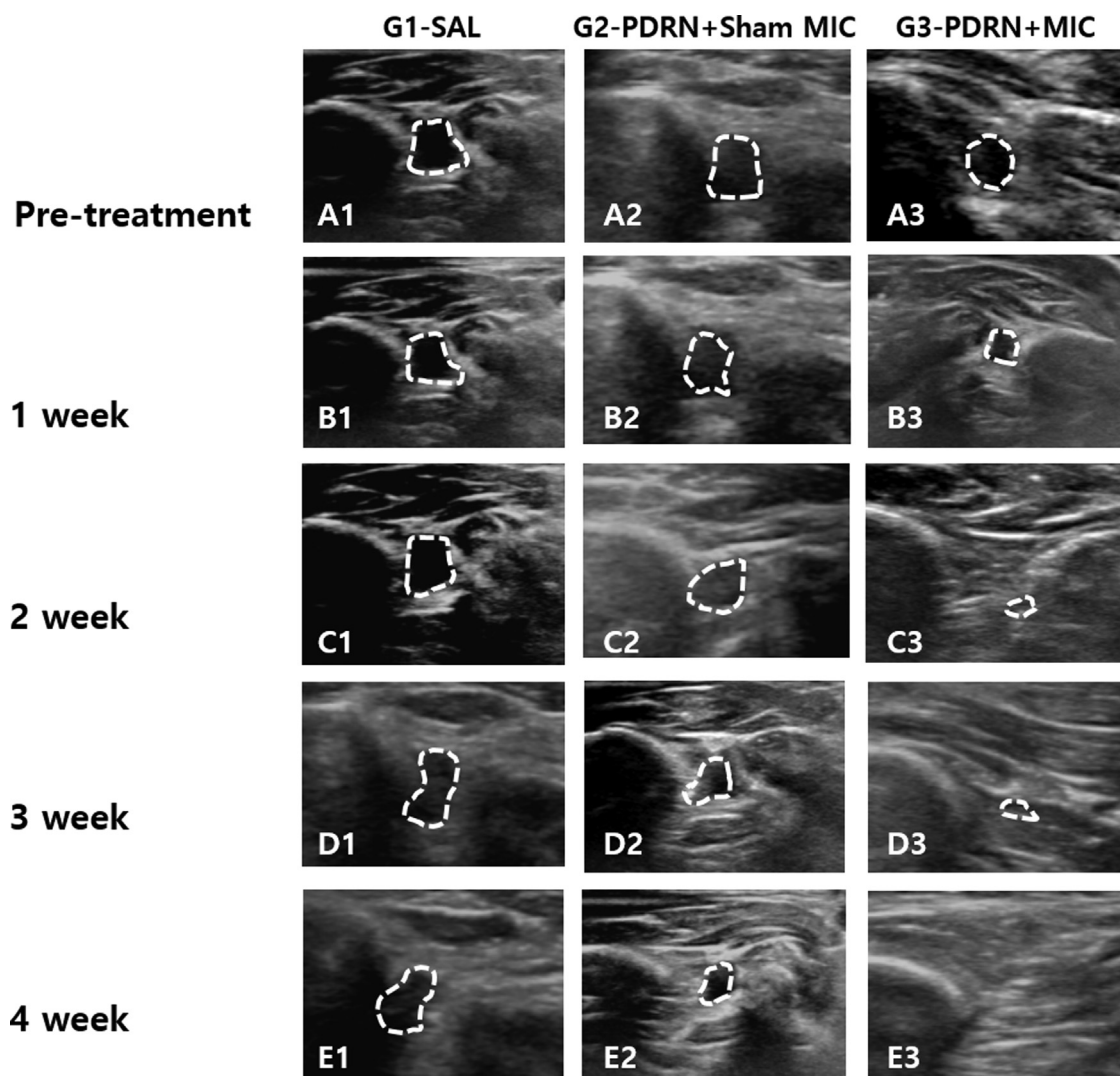 G1-SAL G2-PDRN+Sham MIC G3-PDRN+MIC
Pre-treatment
A1 A2 A3
1 week
B1 B2 B3
2 week
C1 C2 C3
3 week
D1 D2 D3
4 week
E1 E2 E3